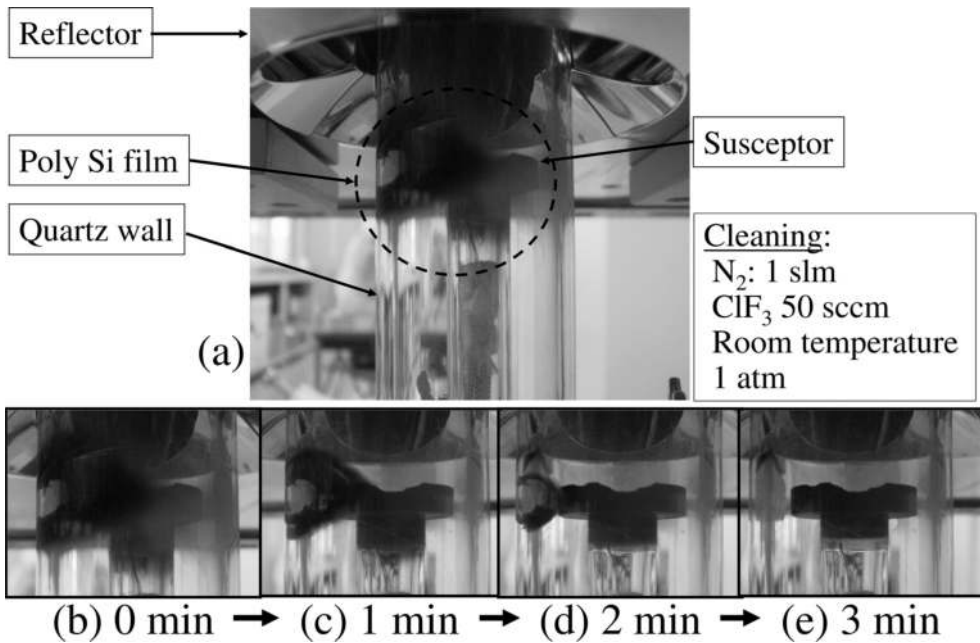 Reflector
Poly Si film
Quartz wall
Susceptor
Cleaning:
N₂: 1 slm
ClF₃ 50 sccm
Room temperature
1 atm
(a)
(b) 0 min → (c) 1 min → (d) 2 min → (e) 3 min